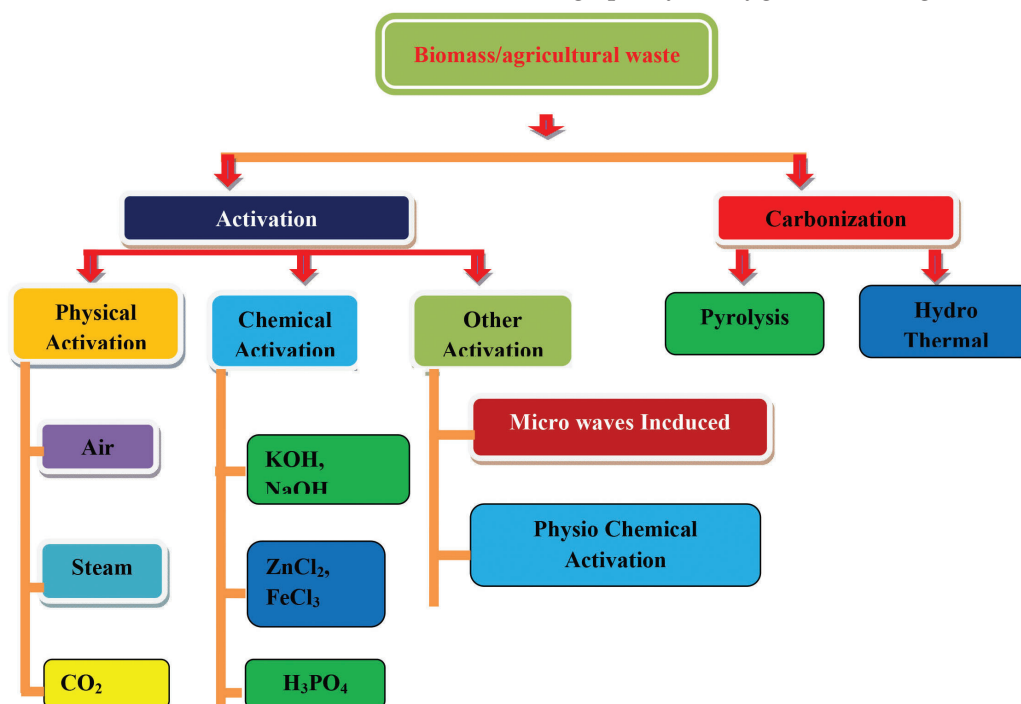 Biomass/agricultural waste
Activation
Carbonization
Physical
Activation
Chemical
Activation
Other
Activation
Pyrolysis
Hydro
Thermal
Air
Steam
CO₂
KOH,
NaOH
ZnCl₂,
FeCl₃
H₃PO₄
Micro waves Incduced
Physio Chemical
Activation